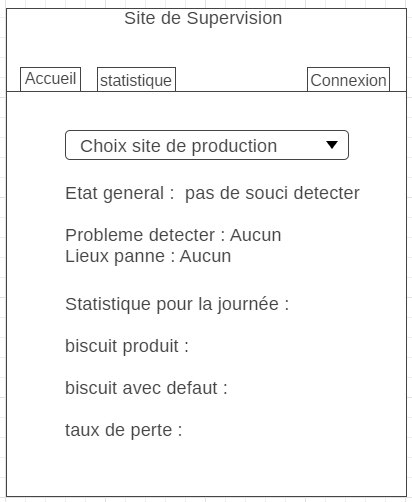 Site de Supervision
Accueil
statistique
Connexion
Choix site de production
Etat general : pas de souci detecter
Probleme detecter : Aucun
Lieux panne : Aucun
Statistique pour la journée :
biscuit produit :
biscuit avec defaut :
taux de perte :